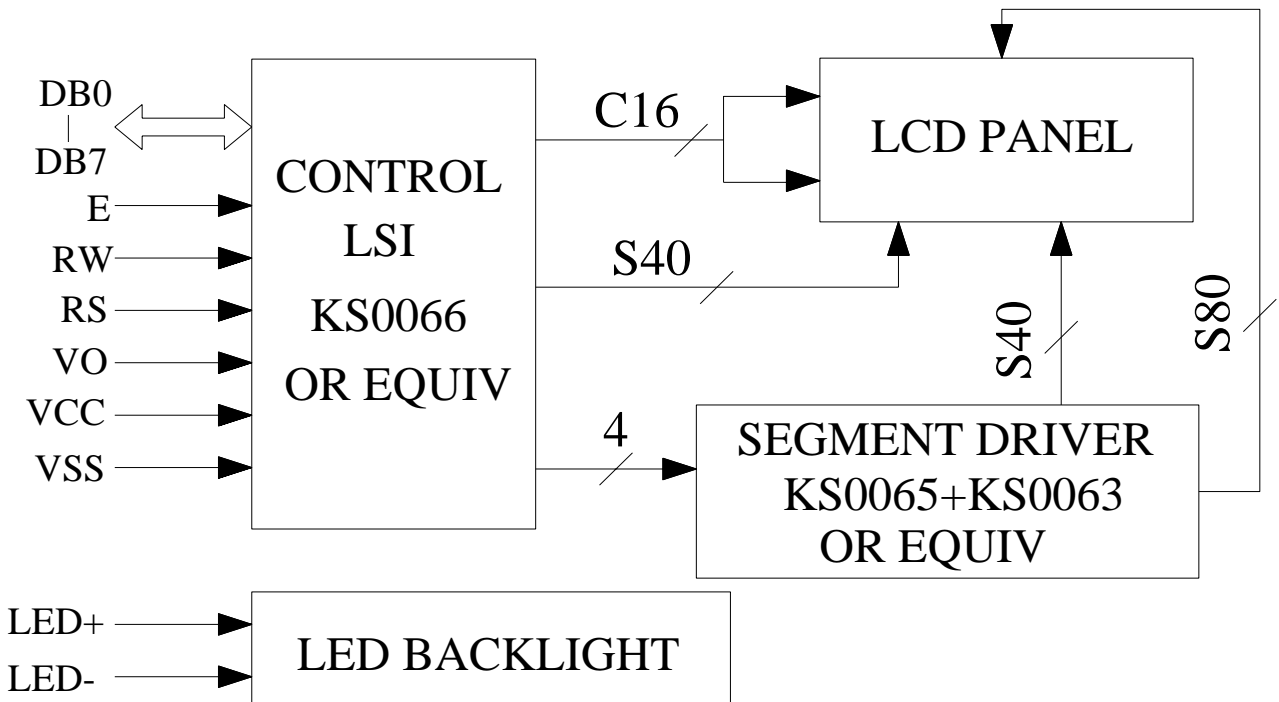 DB0
DB7
E
RW
RS
VO
VCC
VSS
CONTROL
LSI
KS0066
OR EQUIV
C16
S40
4
LCD PANEL
S40
S80
SEGMENT DRIVER
KS0065+KS0063
OR EQUIV
LED+
LED-
LED BACKLIGHT